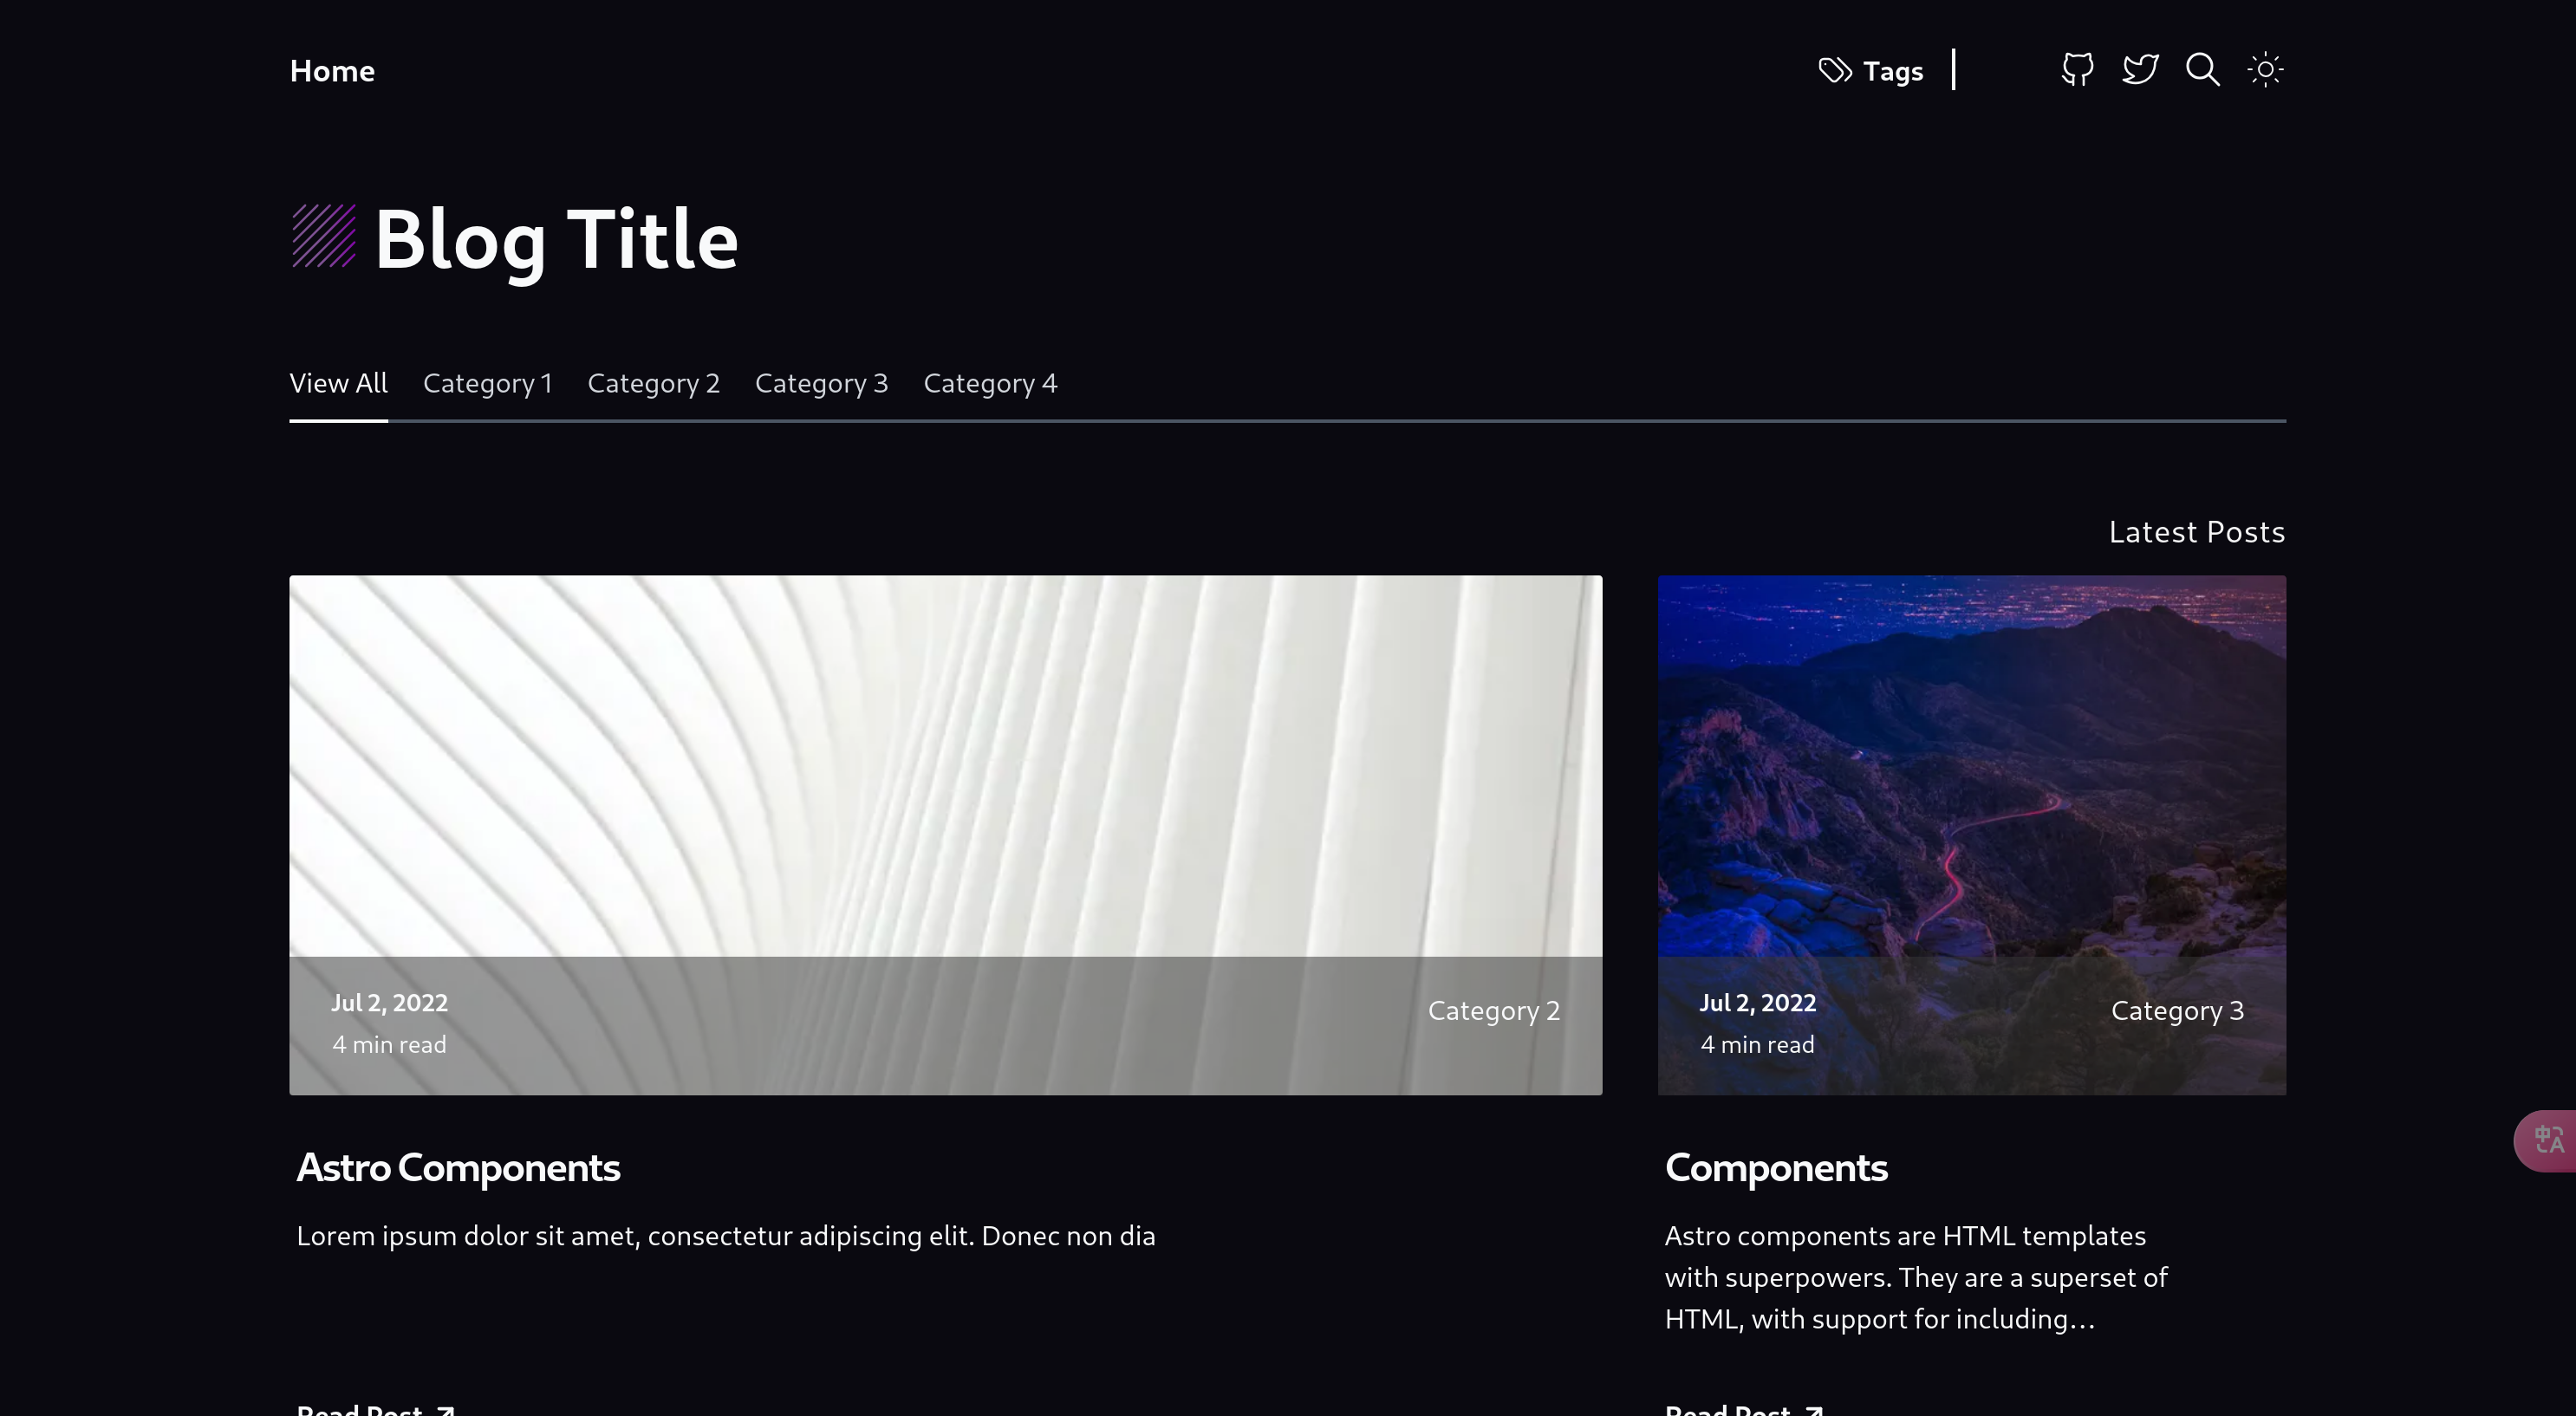 Home
Tags
Blog Title
View All Category 1 Category 2 Category 3 Category 4
Latest Posts
Jul 2, 2022
4 min read
Category 2
Jul 2, 2022
4 min read
Category 3
Astro Components
Lorem ipsum dolor sit amet, consectetur adipiscing elit. Donec non dia
Read Post
Components
Astro components are HTML templates
with superpowers. They are a superset of
HTML, with support for including...
Read Post
中 A